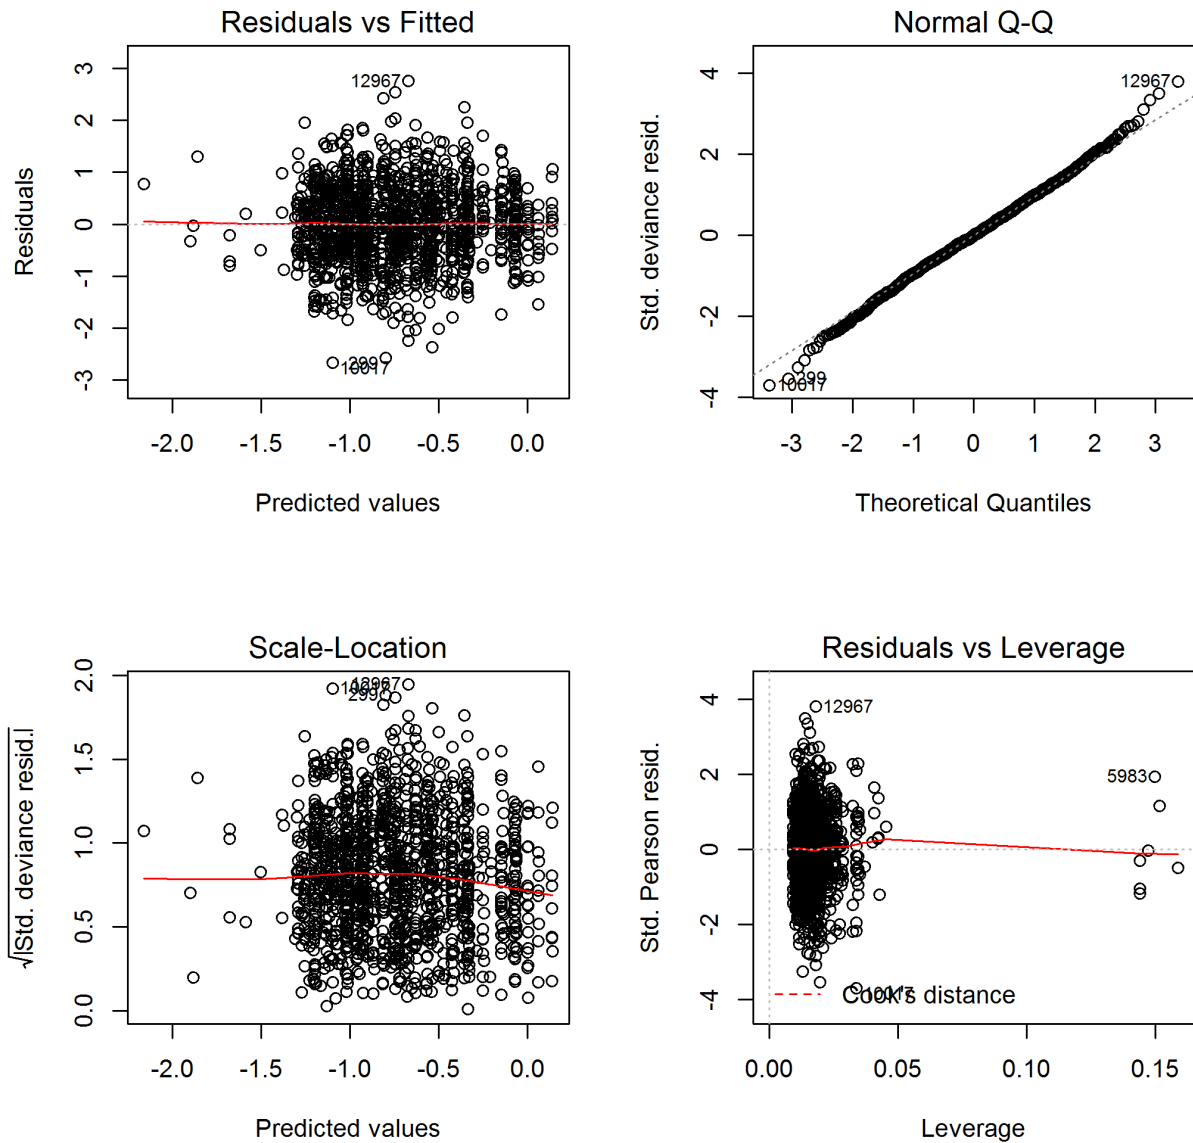 Residuals vs Fitted
Residuals
3
2
1
0
-1
-2
-3
12967
299
10017
-2.0 -1.5 -1.0 -0.5 0.0
Predicted values
Normal Q-Q
Std. deviance resid.
4
2
0
-2
-4
12967
299
10017
-3 -2 -1 0 1 2 3
Theoretical Quantiles
Scale-Location
√|Std. deviance resid.|
2.0
1.5
1.0
0.5
0.0
12967
10017
299
-2.0 -1.5 -1.0 -0.5 0.0
Predicted values
Residuals vs Leverage
Std. Pearson resid.
4
2
0
-2
-4
12967
5983
10017
Cook's distance
0.00 0.05 0.10 0.15
Leverage